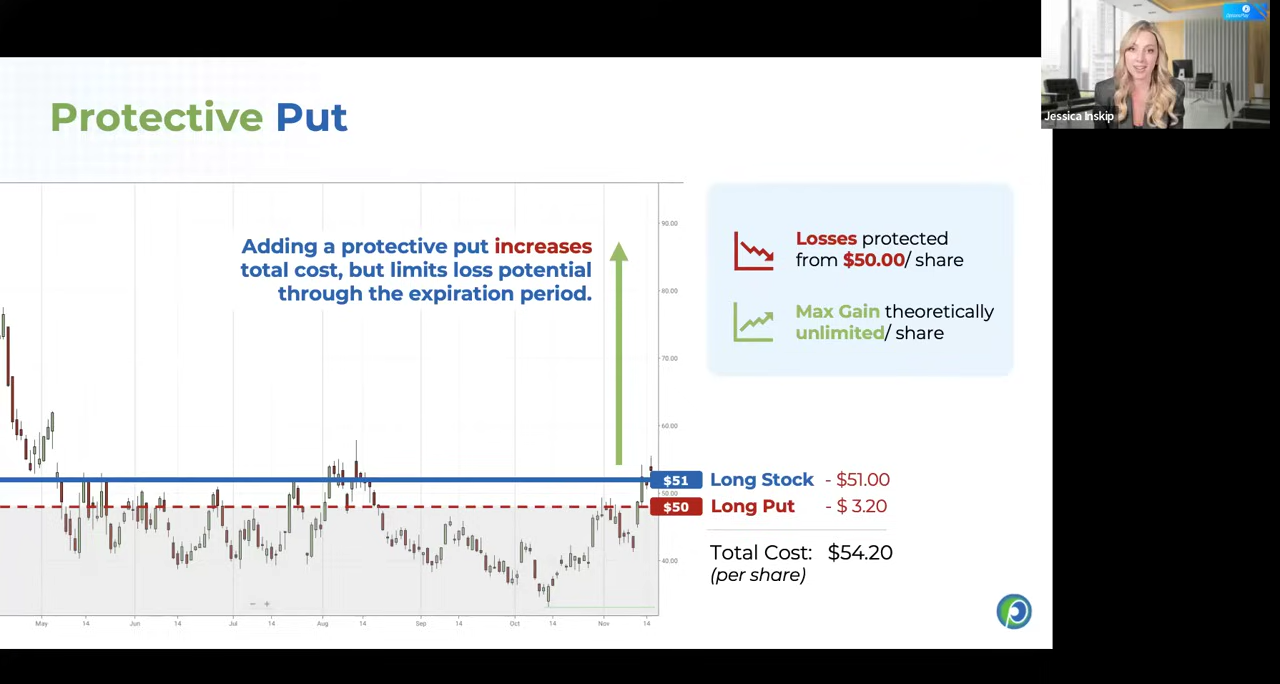 OptionsPlay
Jessica Inskip
Protective Put
Adding a protective put increases
total cost, but limits loss potential
through the expiration period.
90.00
80.00
70.00
60.00
50.00
40.00
Losses protected
from $50.00/ share
Max Gain theoretically
unlimited/ share
$51 Long Stock - $51.00
$50 Long Put - $ 3.20
Total Cost: $54.20
(per share)
May 14 Jun 14 Jul 14 Aug 14 Sep 14 Oct 14 Nov 14